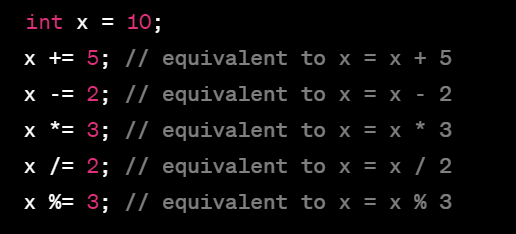 int x = 10;
x += 5; // equivalent to x = x + 5
x -= 2; // equivalent to x = x - 2
x *= 3; // equivalent to x = x * 3
x /= 2; // equivalent to x = x / 2
x %= 3; // equivalent to x = x % 3